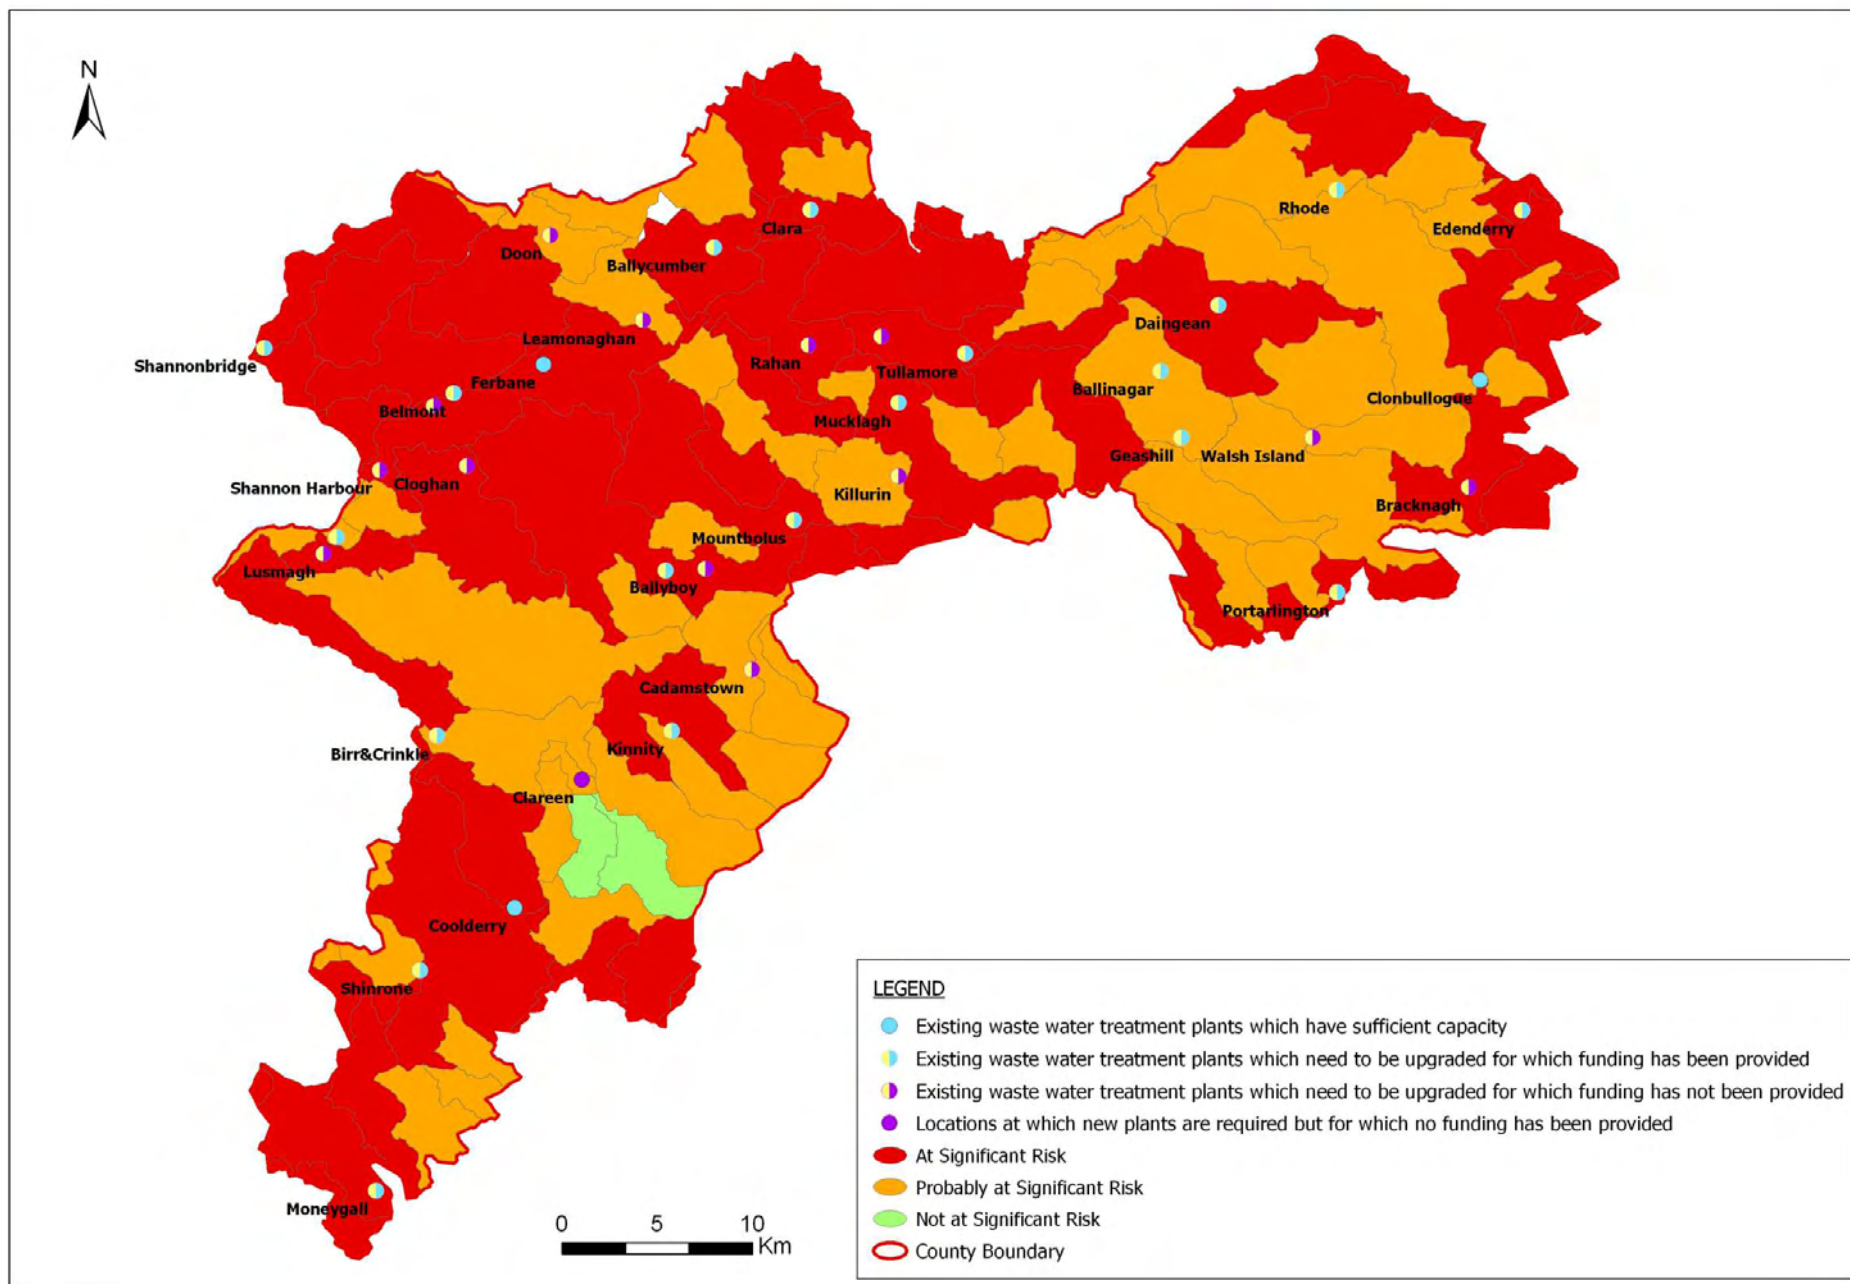 N
Clara
Rhode
Edenderry
Doon
Ballycumber
Daingean
Leamonaghan
Rahan
Shannonbridge
Tullamore
Ferbane
Ballinagar
Clonbullogue
Belmont
Mucklagh
Geashill
Walsh Island
Cloghan
Shannon Harbour
Killurin
Bracknagh
Mountbolus
Lusmagh
Ballyboy
Portarlington
Cadamstown
Kinnity
Birr&Crinkle
Clareen
Coolderry
Shinrone
Moneygall
0 5 10
Km
LEGEND
Existing waste water treatment plants which have sufficient capacity
Existing waste water treatment plants which need to be upgraded for which funding has been provided
Existing waste water treatment plants which need to be upgraded for which funding has not been provided
Locations at which new plants are required but for which no funding has been provided
At Significant Risk
Probably at Significant Risk
Not at Significant Risk
County Boundary